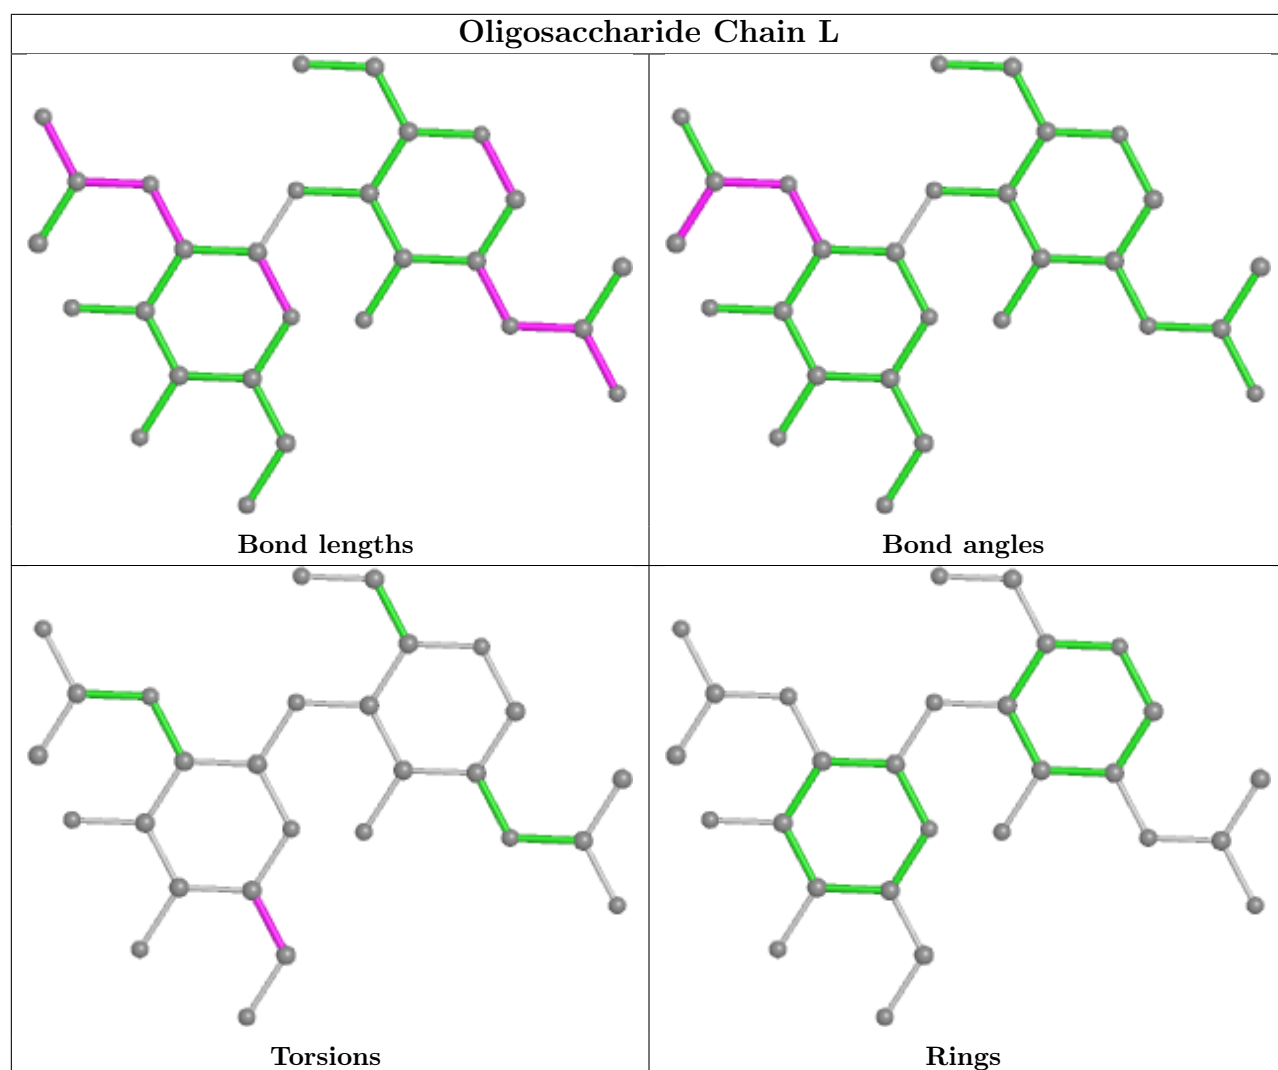 Oligosaccharide Chain L
Bond lengths
Bond angles
Torsions
Rings